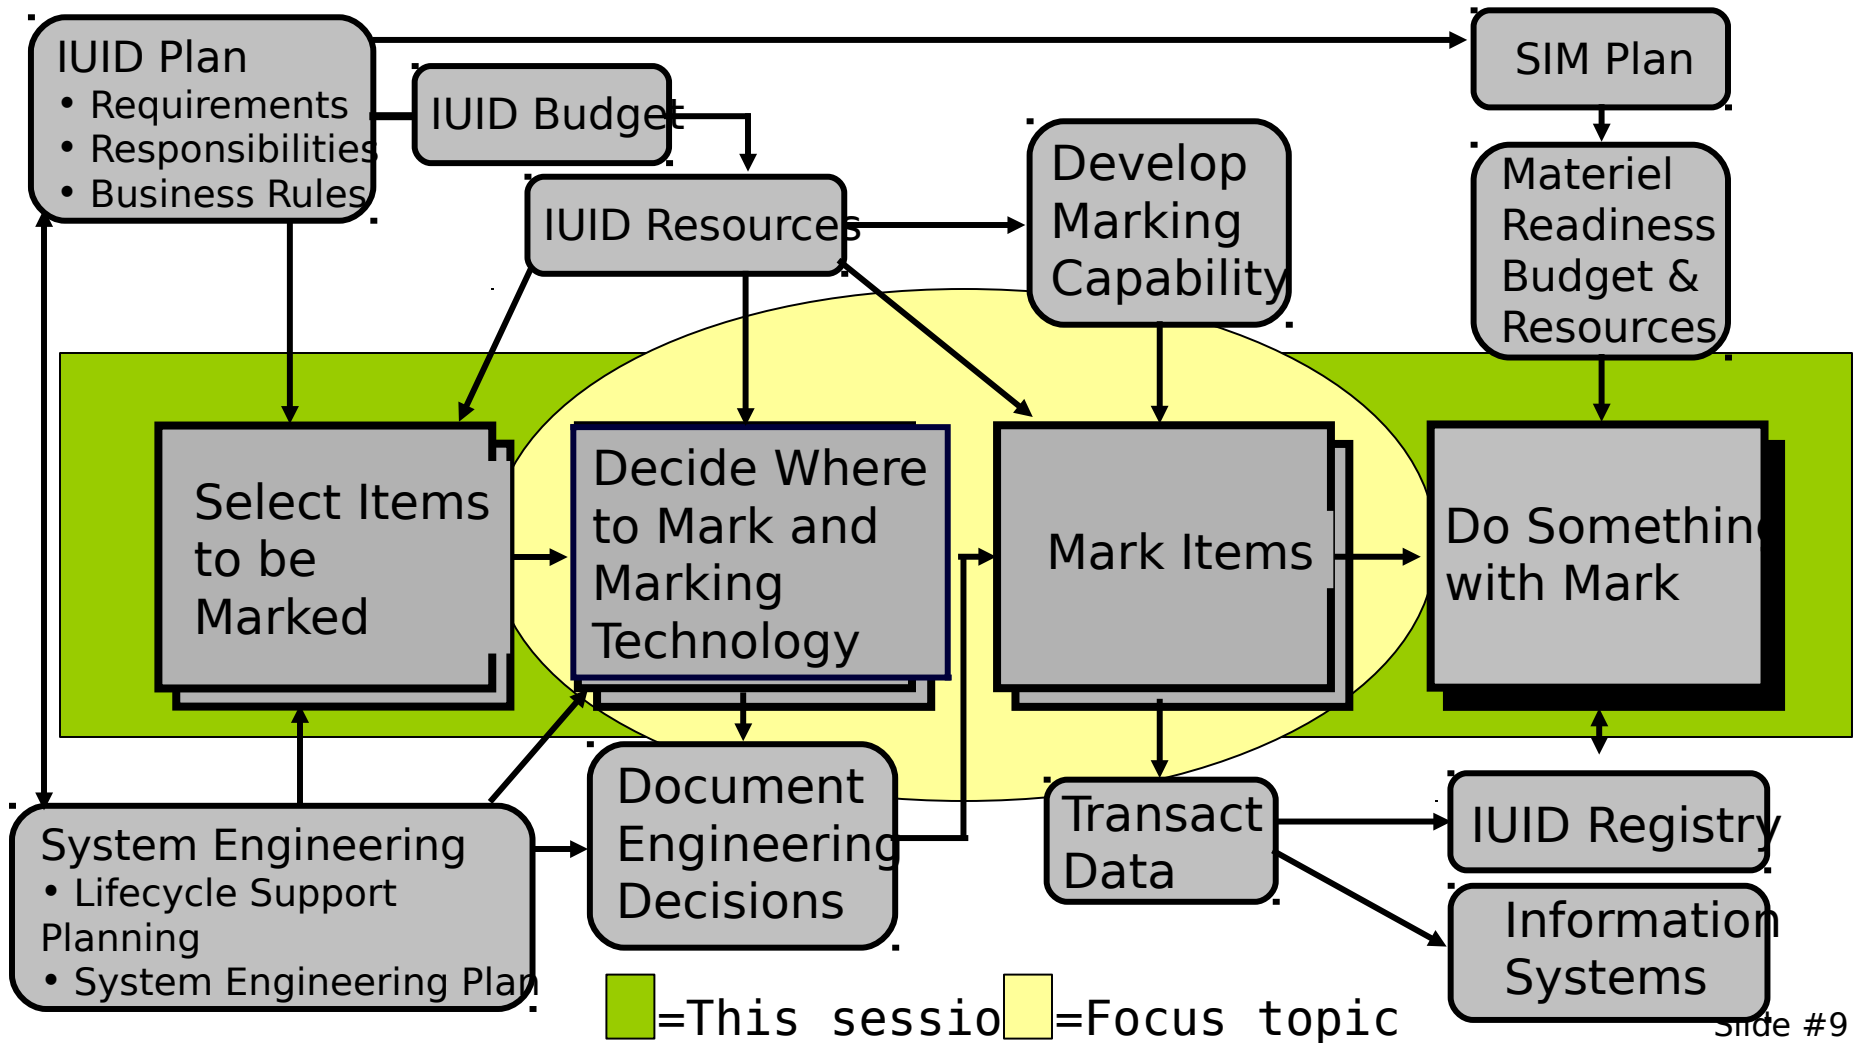 IUID Plan
• Requirements
• Responsibilities
• Business Rules
IUID Budget
IUID Resources
Develop
Marking
Capability
SIM Plan
Materiel
Readiness
Budget &
Resources
Select Items
to be
Marked
Decide Where
to Mark and
Marking
Technology
Mark Items
Do Something
with Mark
System Engineering
• Lifecycle Support
Planning
• System Engineering Plan
Document
Engineering
Decisions
Transact
Data
IUID Registry
Information
Systems
=This sessio
=Focus topic
Slide #9